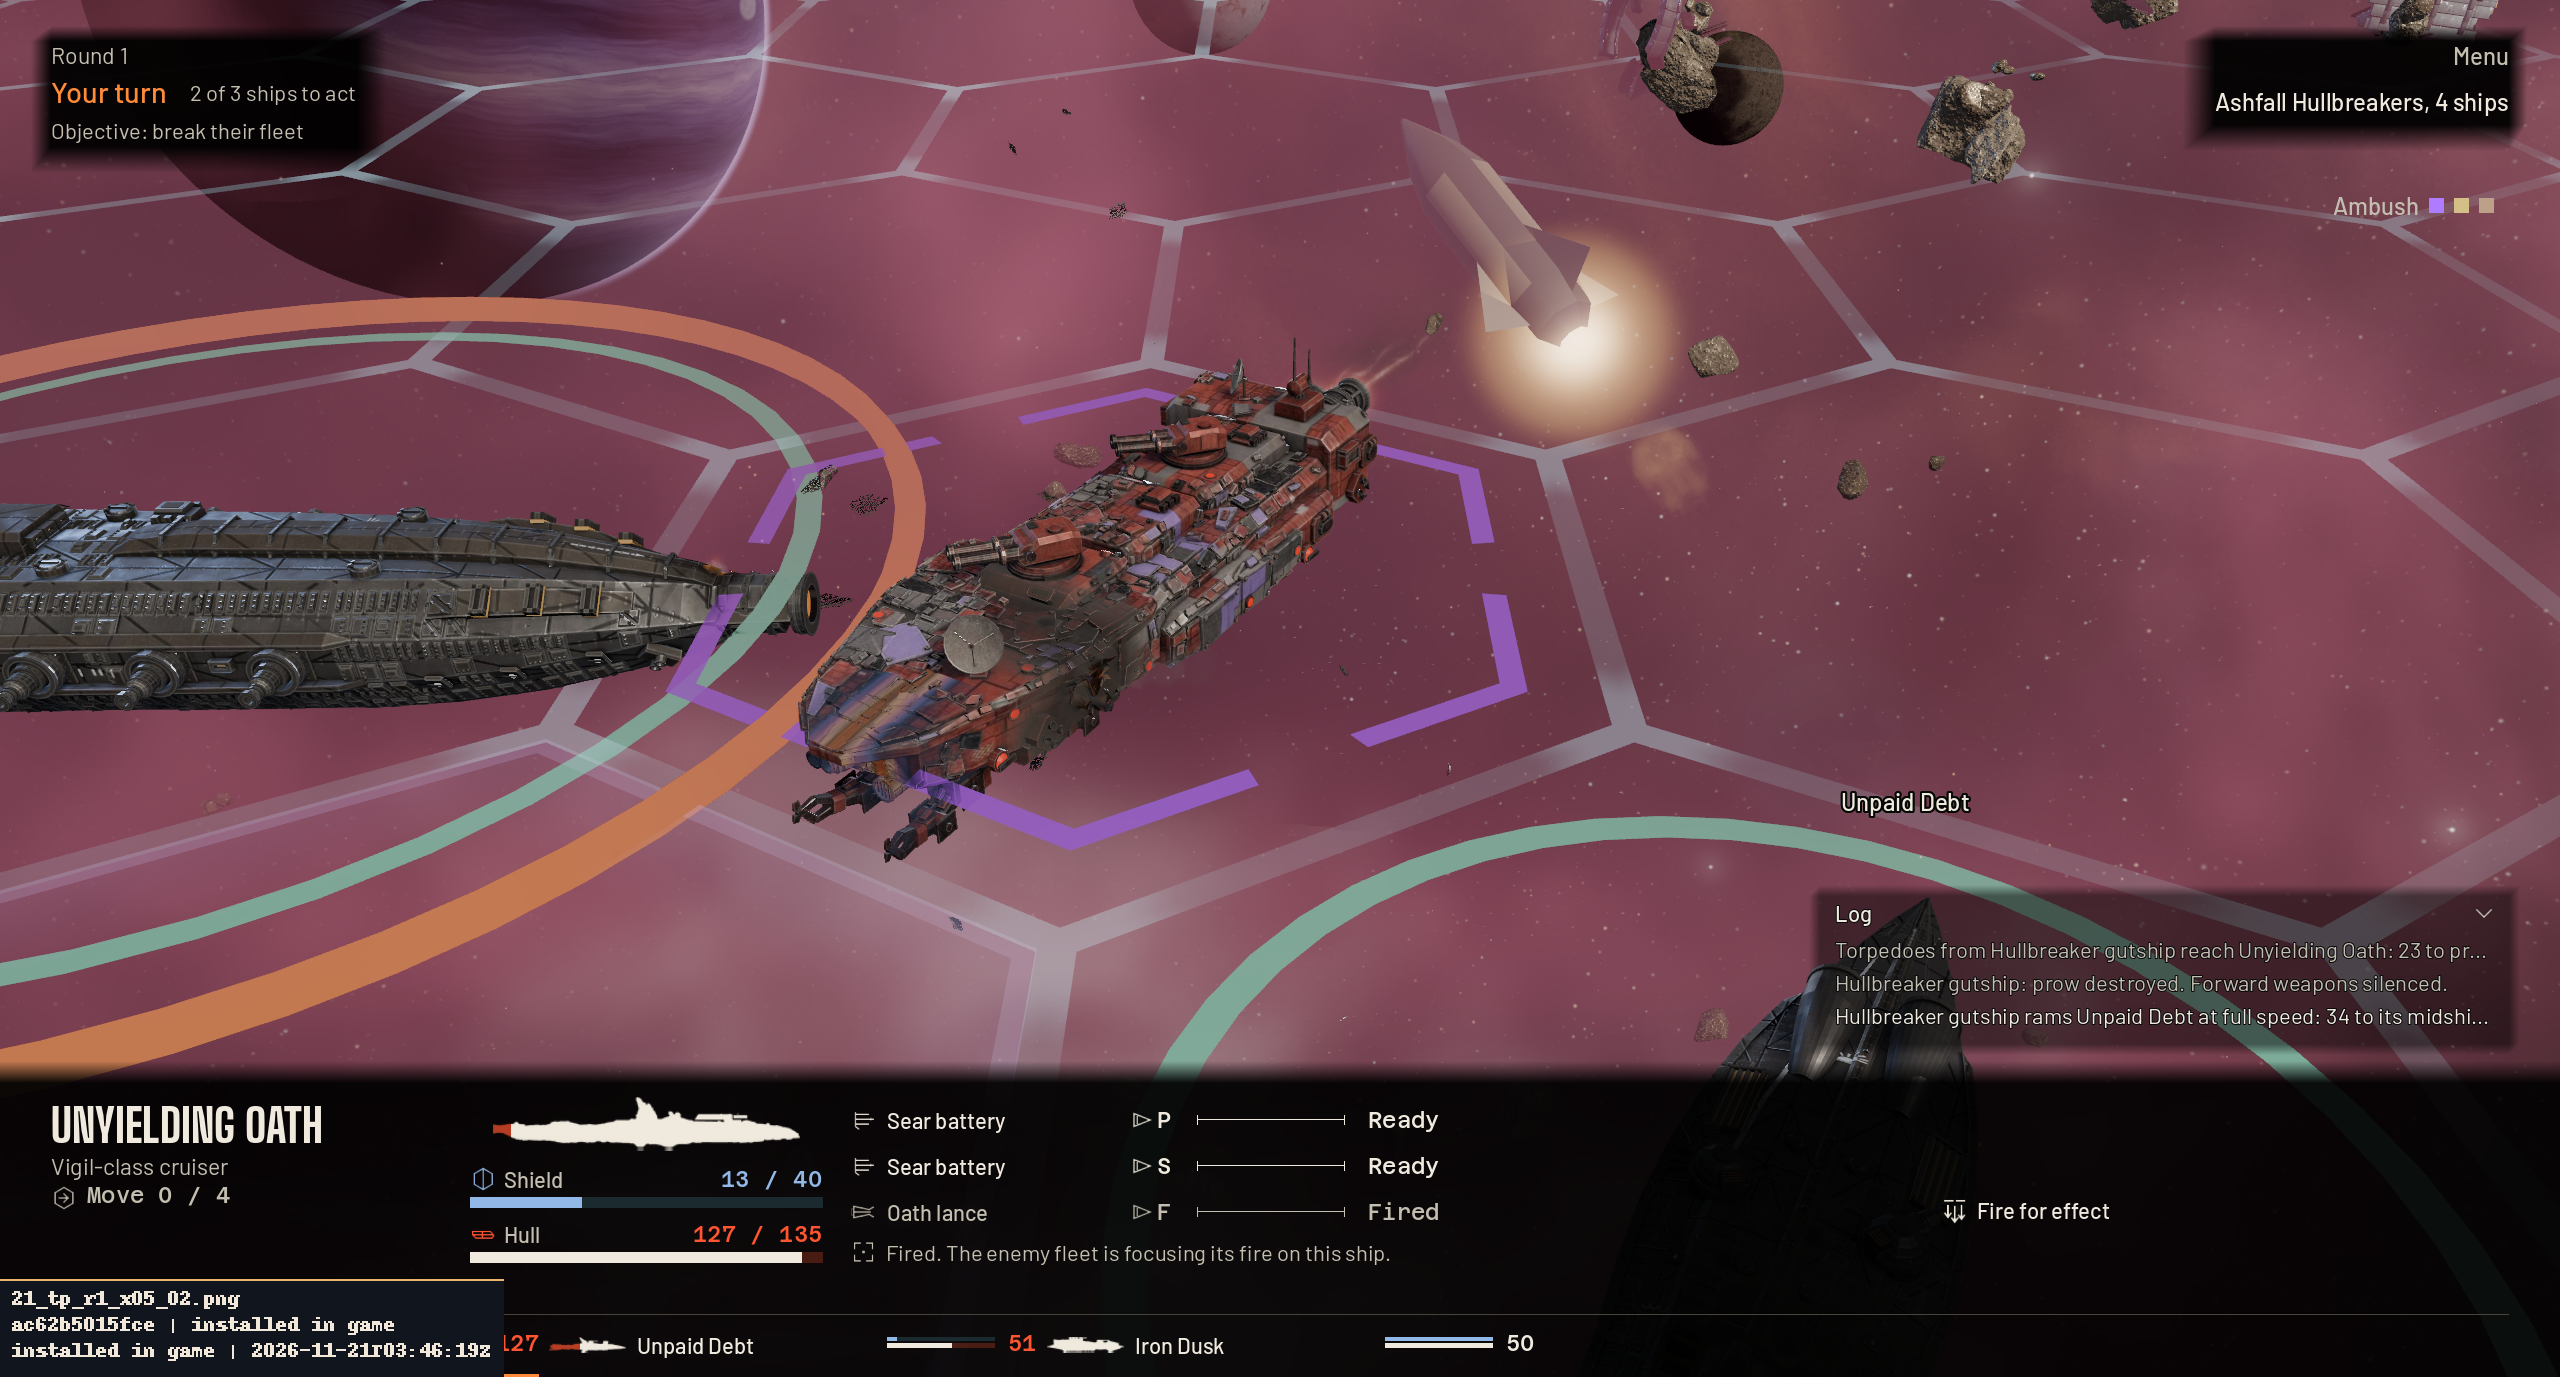 Round 1
Your turn 2 of 3 ships to act
Objective: break their fleet
Menu
Ashfall Hullbreakers, 4 ships
Ambush
Unpaid Debt
Log
Torpedoes from Hullbreaker gutship reach Unyielding Oath: 23 to pr...
Hullbreaker gutship: prow destroyed. Forward weapons silenced.
Hullbreaker gutship rams Unpaid Debt at full speed: 34 to its midshi...
UNYIELDING OATH
Vigil-class cruiser
Move 0 / 4
Shield 13 / 40
Hull 127 / 135
Sear battery P Ready
Sear battery S Ready
Oath lance F Fired
Fired. The enemy fleet is focusing its fire on this ship.
Fire for effect
21_tp_r1_x05_02.png
ac62b5015fce | installed in game
installed in game | 2026-11-21T03:46:19Z
127 Unpaid Debt 51 Iron Dusk 50